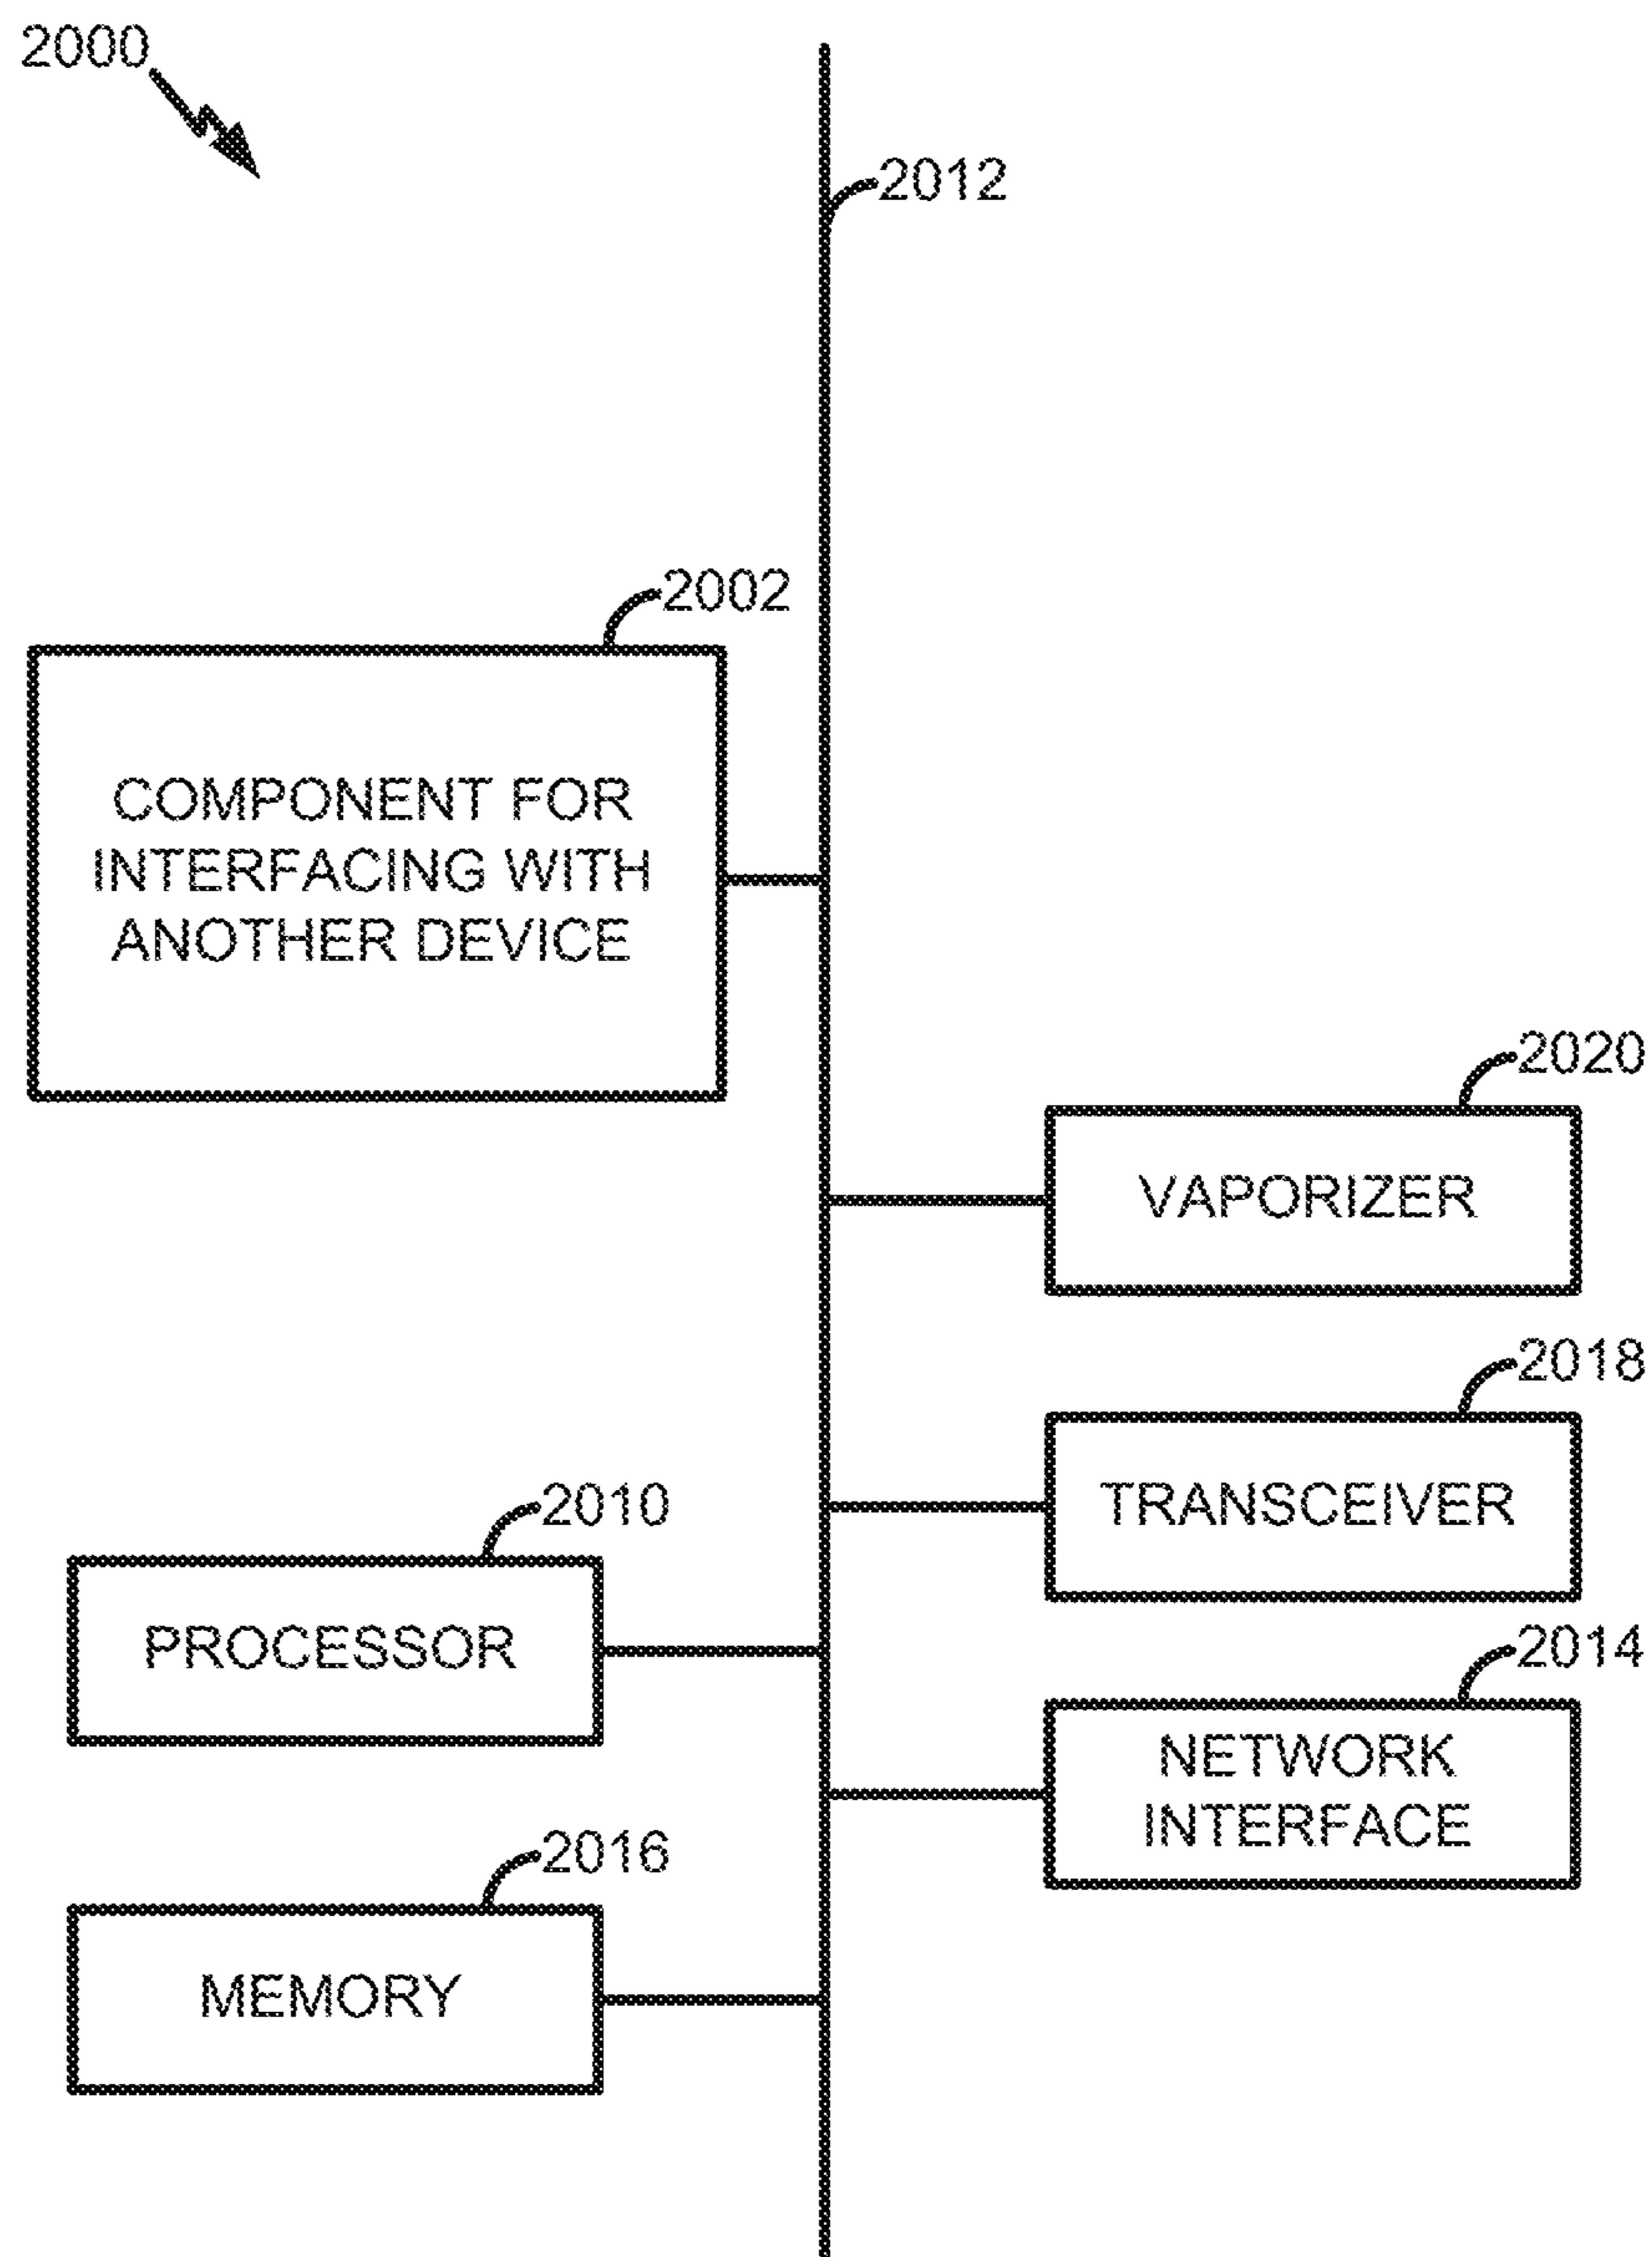 2000
2012
2002
COMPONENT FOR
INTERFACING WITH
ANOTHER DEVICE
2020
VAPORIZER
2018
TRANSCEIVER
2010
PROCESSOR
2014
NETWORK
INTERFACE
2016
MEMORY